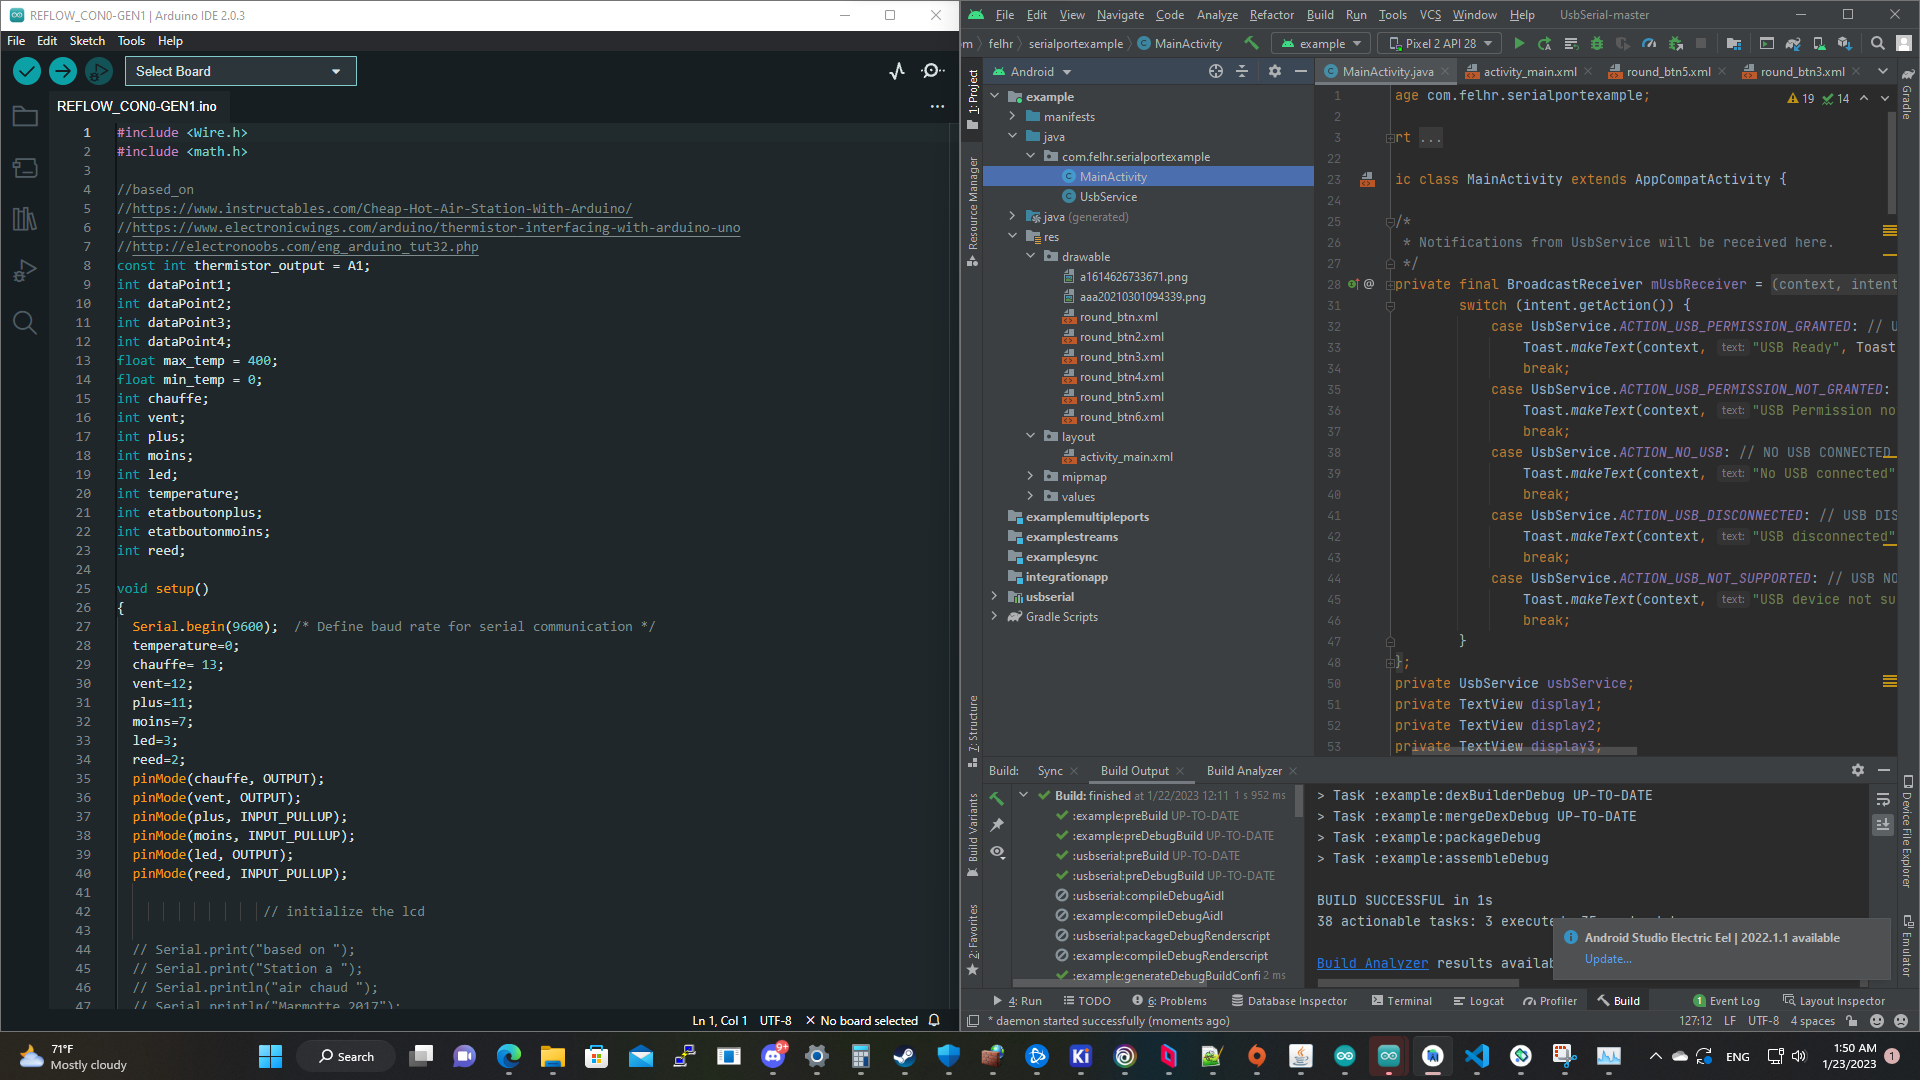 REFLOW_CON0-GEN1 | Arduino IDE 2.0.3
File Edit Sketch Tools Help
Select Board
REFLOW_CON0-GEN1.ino
1 #include <Wire.h>
2 #include <math.h>
3
4 //based_on
5 //https://www.instructables.com/Cheap-Hot-Air-Station-With-Arduino/
6 //https://www.electronicwings.com/arduino/thermistor-interfacing-with-arduino-uno
7 //http://electronoobs.com/eng_arduino_tut32.php
8 const int thermistor_output = A1;
9 int dataPoint1;
10 int dataPoint2;
11 int dataPoint3;
12 int dataPoint4;
13 float max_temp = 400;
14 float min_temp = 0;
15 int chauffe;
16 int vent;
17 int plus;
18 int moins;
19 int led;
20 int temperature;
21 int etatboutonplus;
22 int etatboutonmoins;
23 int reed;
24
25 void setup()
26 {
27 Serial.begin(9600); /* Define baud rate for serial communication */
28 temperature=0;
29 chauffe= 13;
30 vent=12;
31 plus=11;
32 moins=7;
33 led=3;
34 reed=2;
35 pinMode(chauffe, OUTPUT);
36 pinMode(vent, OUTPUT);
37 pinMode(plus, INPUT_PULLUP);
38 pinMode(moins, INPUT_PULLUP);
39 pinMode(led, OUTPUT);
40 pinMode(reed, INPUT_PULLUP);
41
42 // initialize the lcd
43
44 // Serial.print("based on ");
45 // Serial.print("Station a ");
46 // Serial.println("air chaud ");
47 // Serial.println("Marmotte 2017");
Ln 1, Col 1 UTF-8 No board selected
File Edit View Navigate Code Analyze Refactor Build Run Tools VCS Window Help UsbSerial-master
felhr serialportexample MainActivity example Pixel 2 API 28
Android
MainActivity.java activity_main.xml round_btn5.xml round_btn3.xml
1: Project
Resource Manager
7: Structure
Build Variants
2: Favorites
example
manifests
java
com.felhr.serialportexample
MainActivity
UsbService
java (generated)
res
drawable
a1614626733671.png
aaa20210301094339.png
round_btn.xml
round_btn2.xml
round_btn3.xml
round_btn4.xml
round_btn5.xml
round_btn6.xml
layout
activity_main.xml
mipmap
values
examplemultipleports
examplestreams
examplesync
integrationapp
usbserial
Gradle Scripts
19 14
1 age com.felhr.serialportexample;
2
3 rt ...
22
23 ic class MainActivity extends AppCompatActivity {
24
25 /*
26 * Notifications from UsbService will be received here.
27 */
28 @ private final BroadcastReceiver mUsbReceiver = (context, intent
31 switch (intent.getAction()) {
32 case UsbService.ACTION_USB_PERMISSION_GRANTED: // U
33 Toast.makeText(context, text: "USB Ready", Toast
34 break;
35 case UsbService.ACTION_USB_PERMISSION_NOT_GRANTED:
36 Toast.makeText(context, text: "USB Permission no
37 break;
38 case UsbService.ACTION_NO_USB: // NO USB CONNECTED
39 Toast.makeText(context, text: "No USB connected"
40 break;
41 case UsbService.ACTION_USB_DISCONNECTED: // USB DIS
42 Toast.makeText(context, text: "USB disconnected"
43 break;
44 case UsbService.ACTION_USB_NOT_SUPPORTED: // USB NO
45 Toast.makeText(context, text: "USB device not su
46 break;
47 }
48 };
50 private UsbService usbService;
51 private TextView display1;
52 private TextView display2;
53 private TextView display3;
Gradle
Device File Explorer
Emulator
Build: Sync Build Output Build Analyzer
Build: finished at 1/22/2023 12:11 1 s 952 ms
:example:preBuild UP-TO-DATE
:example:preDebugBuild UP-TO-DATE
:usbserial:preBuild UP-TO-DATE
:usbserial:preDebugBuild UP-TO-DATE
:usbserial:compileDebugAidl
:example:compileDebugAidl
:usbserial:packageDebugRenderscript
:example:compileDebugRenderscript
:example:generateDebugBuildConfi 2 ms
> Task :example:dexBuilderDebug UP-TO-DATE
> Task :example:mergeDexDebug UP-TO-DATE
> Task :example:packageDebug
> Task :example:assembleDebug
BUILD SUCCESSFUL in 1s
38 actionable tasks: 3 execute
Build Analyzer results availab
Android Studio Electric Eel | 2022.1.1 available
Update...
4: Run TODO 6: Problems Database Inspector Terminal Logcat Profiler Build 1 Event Log Layout Inspector
* daemon started successfully (moments ago) 127:12 LF UTF-8 4 spaces
71°F
Mostly cloudy
Search
9+
Ki
ENG
1:50 AM
1/23/2023
1